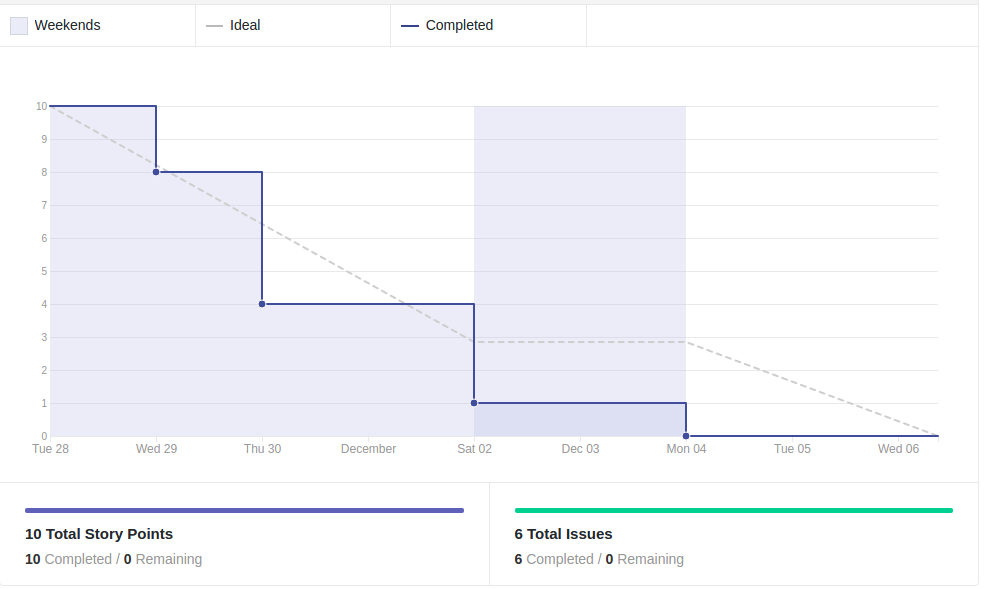 Weekends
Ideal
Completed
10
9
8
7
6
5
4
3
2
1
0
Tue 28 Wed 29 Thu 30 December Sat 02 Dec 03 Mon 04 Tue 05 Wed 06
10 Total Story Points
10 Completed / 0 Remaining
6 Total Issues
6 Completed / 0 Remaining